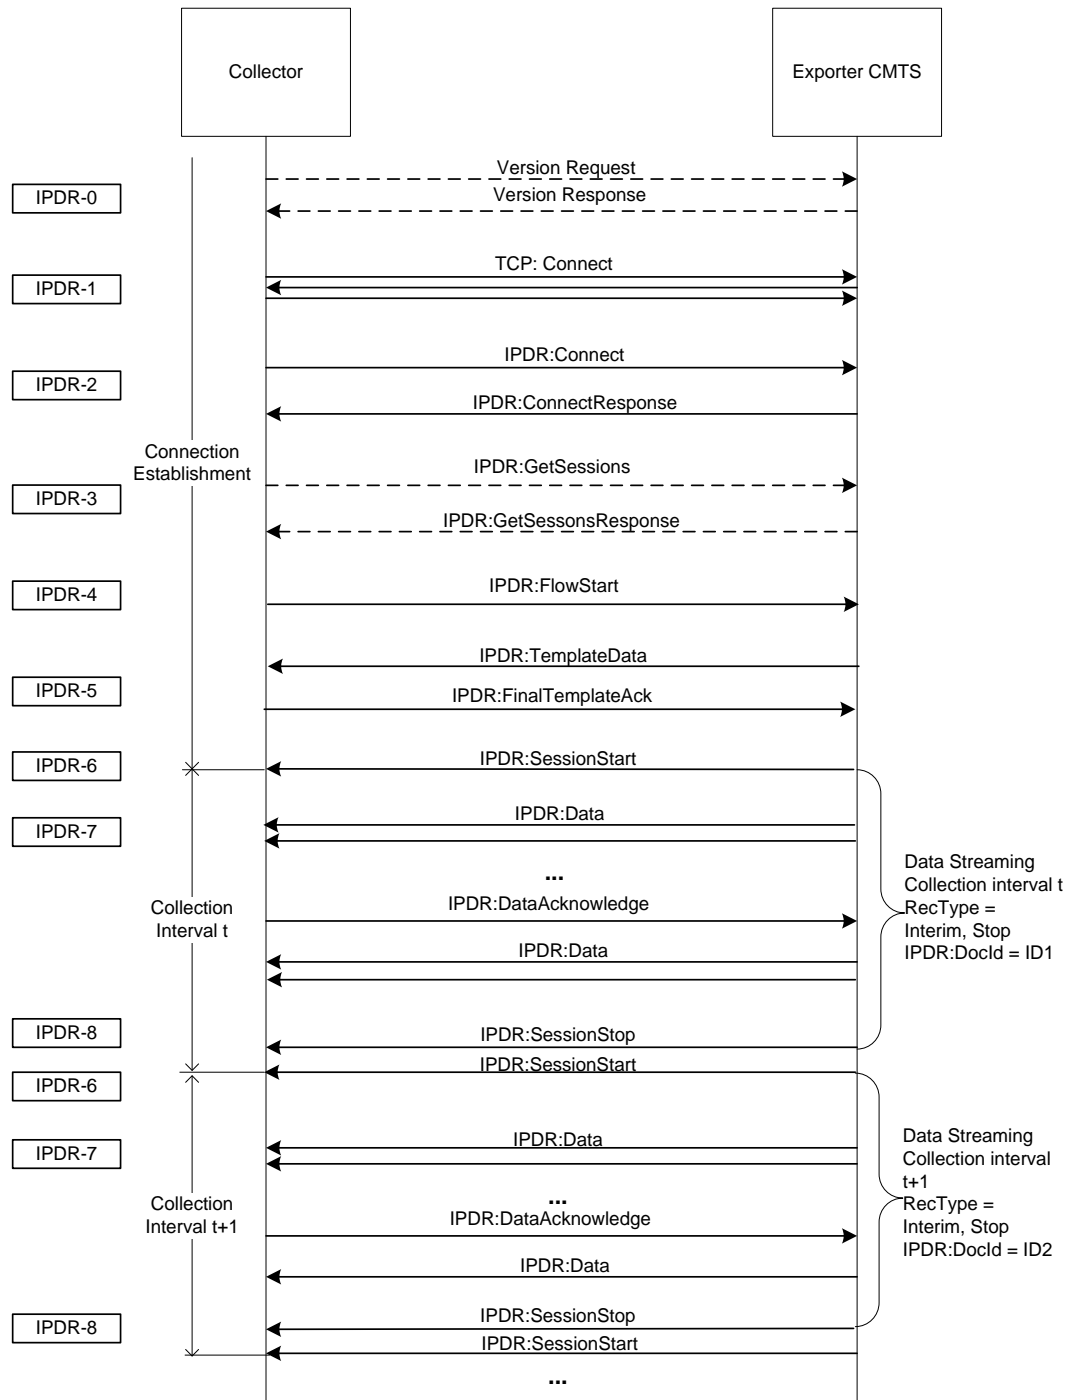 Collector
Exporter CMTS
Version Request
IPDR-0
Version Response
TCP: Connect
IPDR-1
IPDR:Connect
IPDR-2
IPDR:ConnectResponse
Connection
Establishment
IPDR:GetSessions
IPDR-3
IPDR:GetSessonsResponse
IPDR-4
IPDR:FlowStart
IPDR:TemplateData
IPDR-5
IPDR:FinalTemplateAck
IPDR-6
IPDR:SessionStart
IPDR-7
IPDR:Data
...
Collection
Interval t
IPDR:DataAcknowledge
IPDR:Data
Data Streaming
Collection interval t
RecType =
Interim, Stop
IPDR:DocId = ID1
IPDR-8
IPDR:SessionStop
IPDR:SessionStart
IPDR-6
IPDR-7
IPDR:Data
...
Collection
Interval t+1
IPDR:DataAcknowledge
IPDR:Data
Data Streaming
Collection interval
t+1
RecType =
Interim, Stop
IPDR:DocId = ID2
IPDR-8
IPDR:SessionStop
IPDR:SessionStart
...